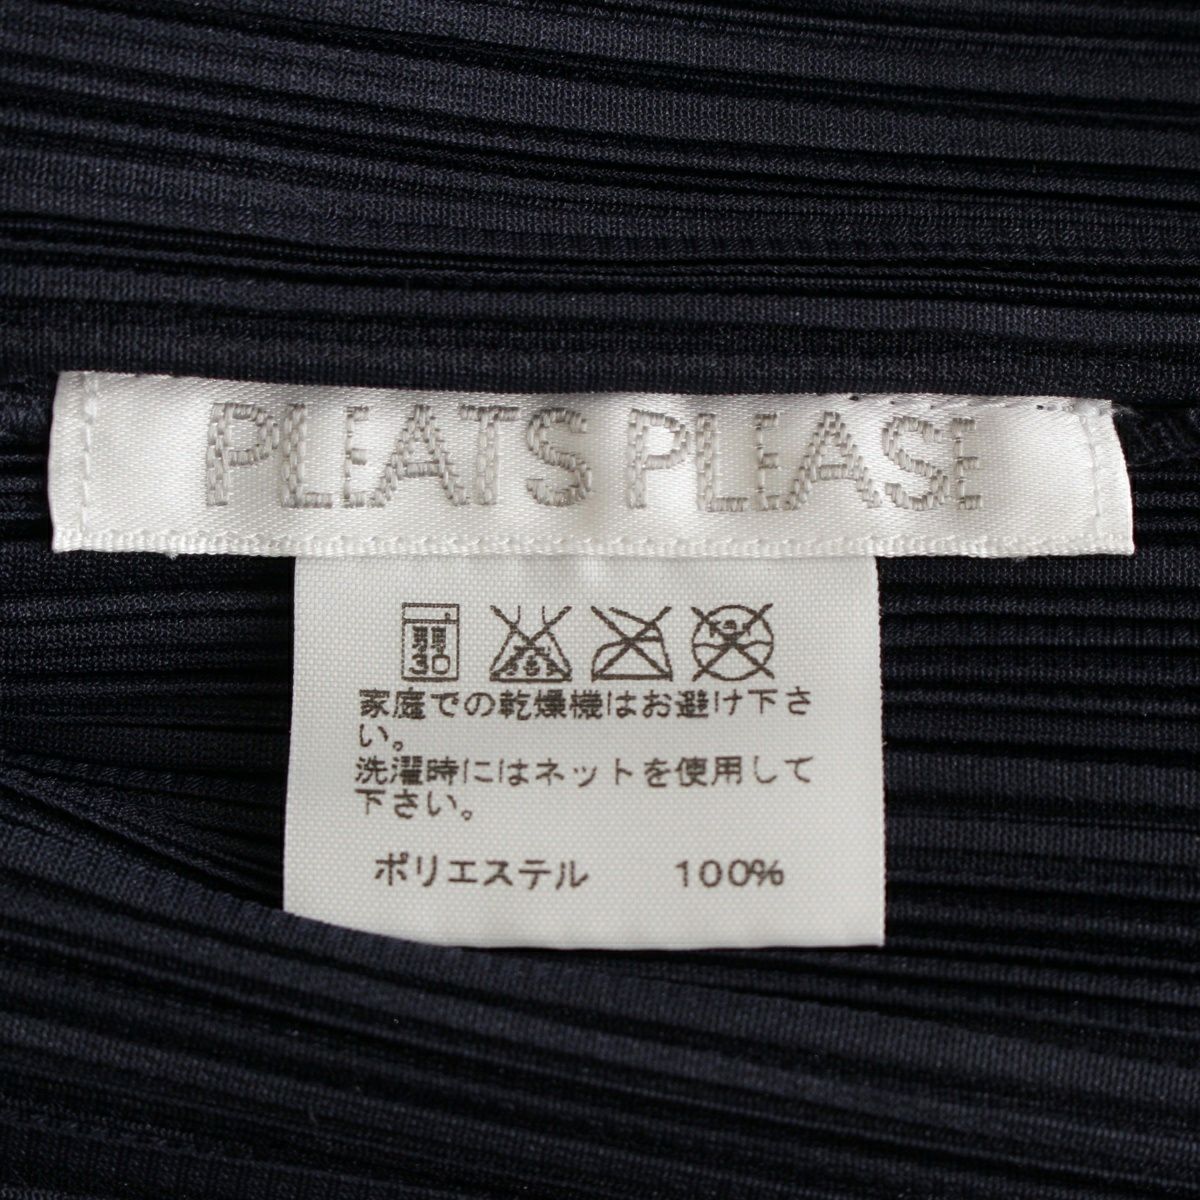 PLEATS PLEASE
家庭での乾燥機はお避け下さ
い。
洗濯時にはネットを使用して
下さい。
ポリエステル 100%